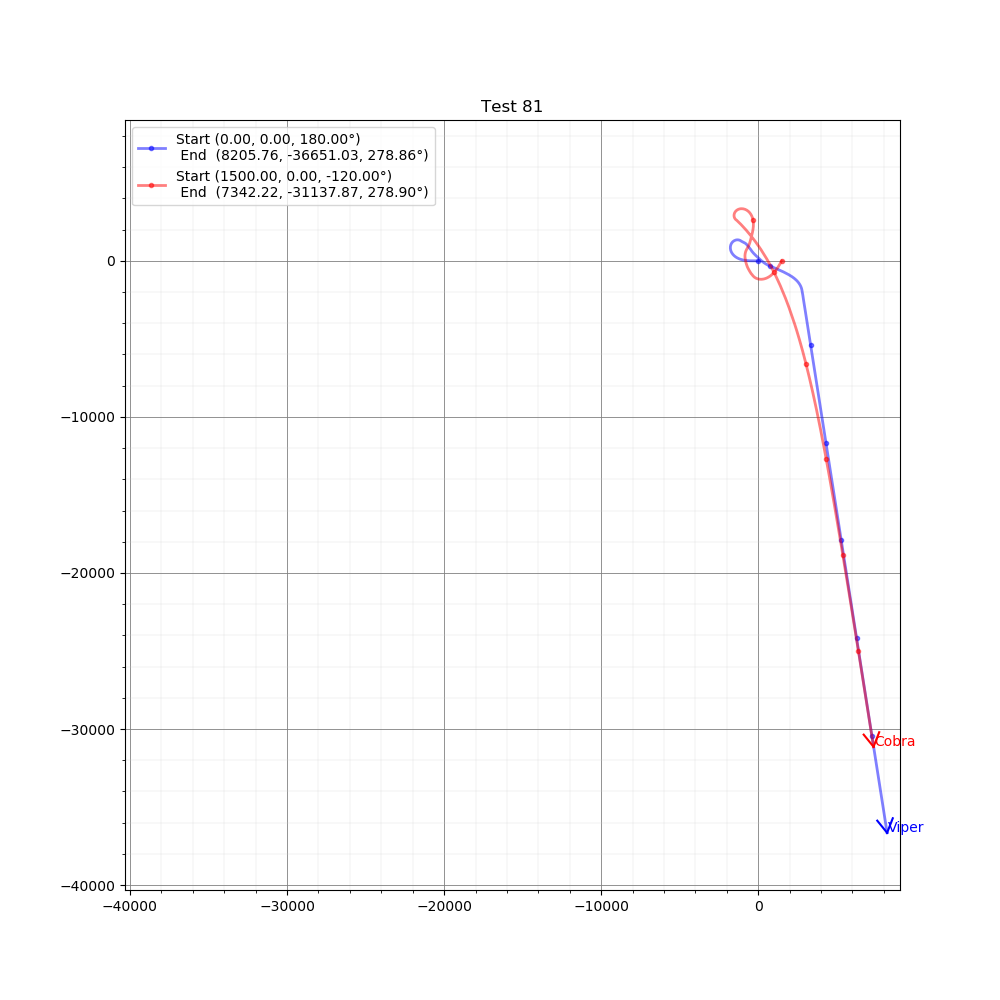 Test 81
Start (0.00, 0.00, 180.00°)
End (8205.76, -36651.03, 278.86°)
Start (1500.00, 0.00, -120.00°)
End (7342.22, -31137.87, 278.90°)
0
−10000
−20000
−30000
−40000
Cobra
Viper
−40000 −30000 −20000 −10000 0